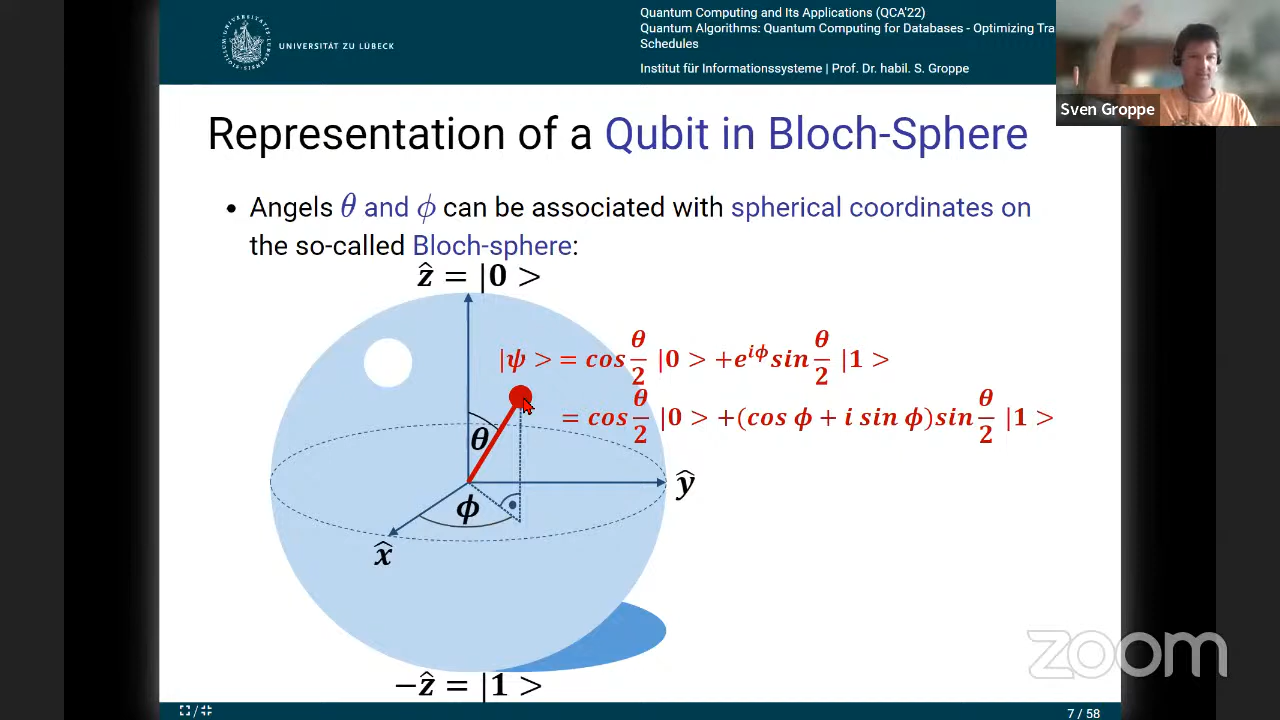 UNIVERSITÄT ZU LÜBECK
Quantum Computing and Its Applications (QCA'22)
Quantum Algorithms: Quantum Computing for Databases - Optimizing Tra
Schedules
Institut für Informationssysteme | Prof. Dr. habil. S. Groppe
Sven Groppe
Representation of a Qubit in Bloch-Sphere
• Angels θ and ϕ can be associated with spherical coordinates on
the so-called Bloch-sphere:
ẑ = |0 >
|ψ > = cos θ/2 |0 > +e^{iϕ} sin θ/2 |1 >
= cos θ/2 |0 > +(cos ϕ + i sin ϕ)sin θ/2 |1 >
θ
ŷ
ϕ
x̂
−ẑ = |1 >
zoom
7 / 58